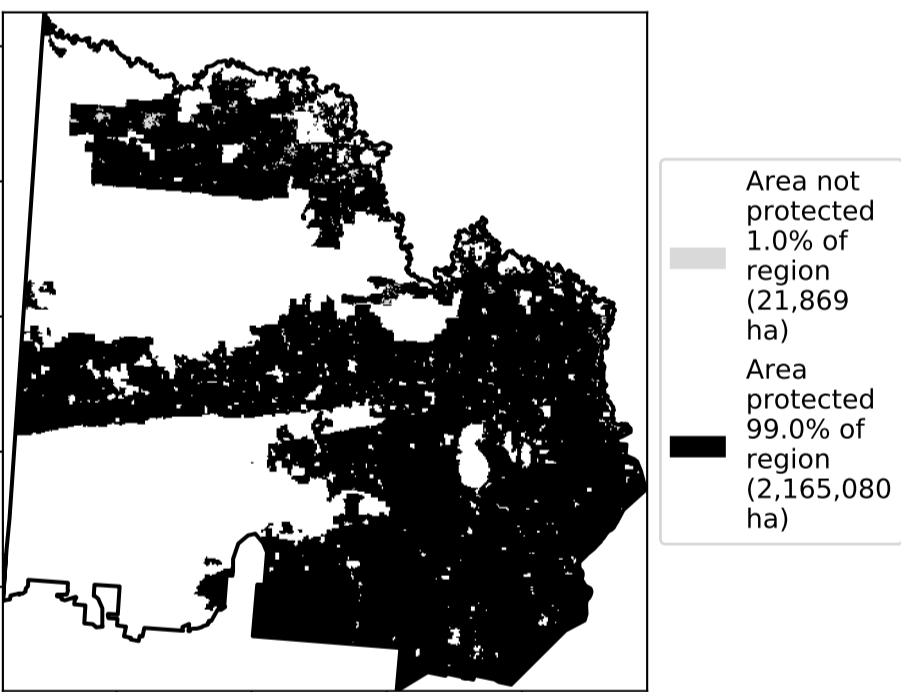 Area not
protected
1.0% of
region
(21,869
ha)
Area
protected
99.0% of
region
(2,165,080
ha)